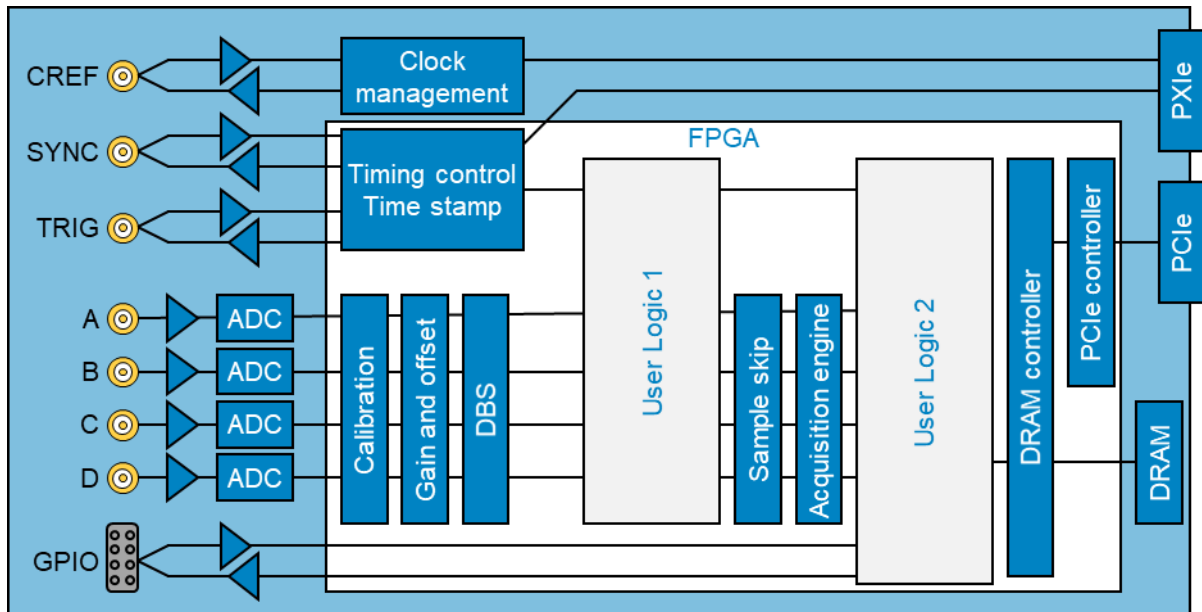 CREF
Clock
management
PXIe
FPGA
SYNC
Timing control
Time stamp
TRIG
PCIe
PCIe controller
DRAM controller
User Logic 1
User Logic 2
A
ADC
B
ADC
C
ADC
D
ADC
Calibration
Gain and offset
DBS
Sample skip
Acquisition engine
DRAM
GPIO